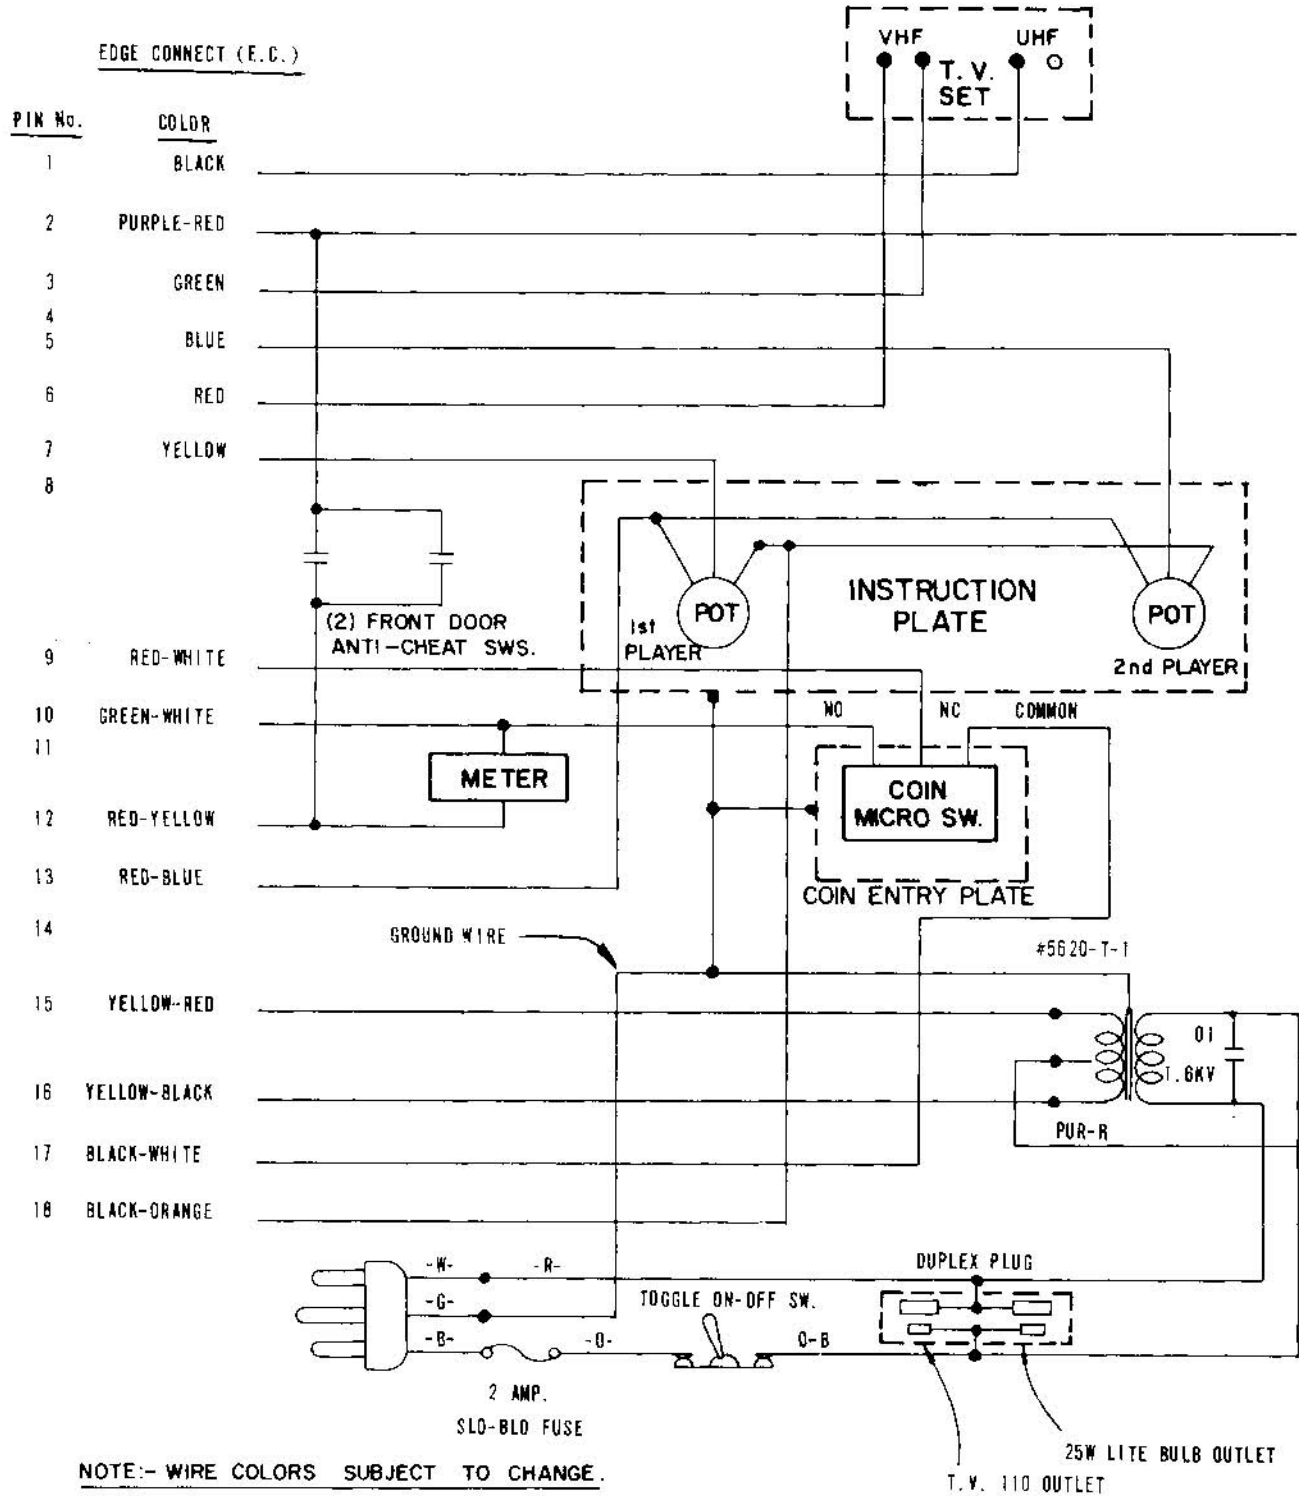 EDGE CONNECT (E.C.)
VHF UHF
T. V.
SET
PIN No. COLOR
1 BLACK
2 PURPLE-RED
3 GREEN
4
5 BLUE
6 RED
7 YELLOW
8
INSTRUCTION
PLATE
POT
1st
PLAYER
POT
2nd PLAYER
(2) FRONT DOOR
ANTI-CHEAT SWS.
9 RED-WHITE
10 GREEN-WHITE
NO NC COMMON
11
METER
COIN
MICRO SW.
12 RED-YELLOW
13 RED-BLUE
COIN ENTRY PLATE
14
GROUND WIRE
#5620-T-1
15 YELLOW-RED
01
1.6KV
16 YELLOW-BLACK
PUR-R
17 BLACK-WHITE
18 BLACK-ORANGE
-W- -R-
DUPLEX PLUG
-G-
TOGGLE ON-OFF SW.
-B- -O- O-B
2 AMP.
SLO-BLO FUSE
25W LITE BULB OUTLET
T.V. 110 OUTLET
NOTE:- WIRE COLORS SUBJECT TO CHANGE.